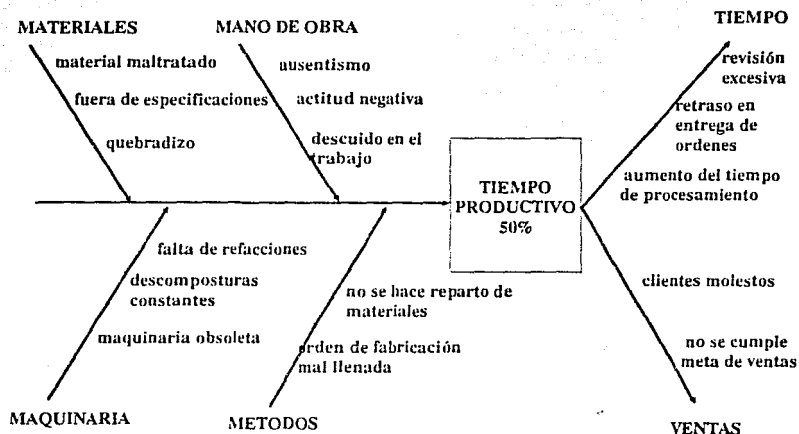 MATERIALES
material maltratado
fuera de especificaciones
quebradizo
MANO DE OBRA
ausentismo
actitud negativa
descuido en el
trabajo
TIEMPO
revisión
excesiva
retraso en
entrega de
ordenes
aumento del tiempo
de procesamiento
TIEMPO
PRODUCTIVO
50%
falta de refacciones
descomposturas
constantes
maquinaria obsoleta
MAQUINARIA
no se hace reparto de
materiales
orden de fabricación
mal llenada
METODOS
clientes molestos
no se cumple
meta de ventas
VENTAS